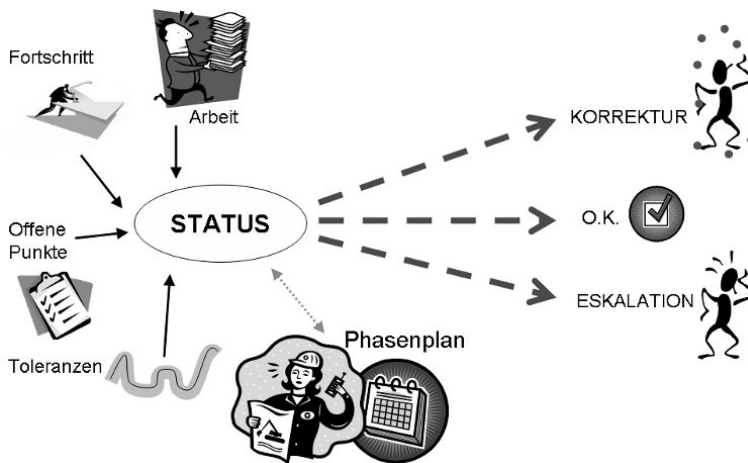 Fortschritt
Arbeit
KORREKTUR
STATUS
O.K.
Offene
Punkte
ESKALATION
Phasenplan
Toleranzen